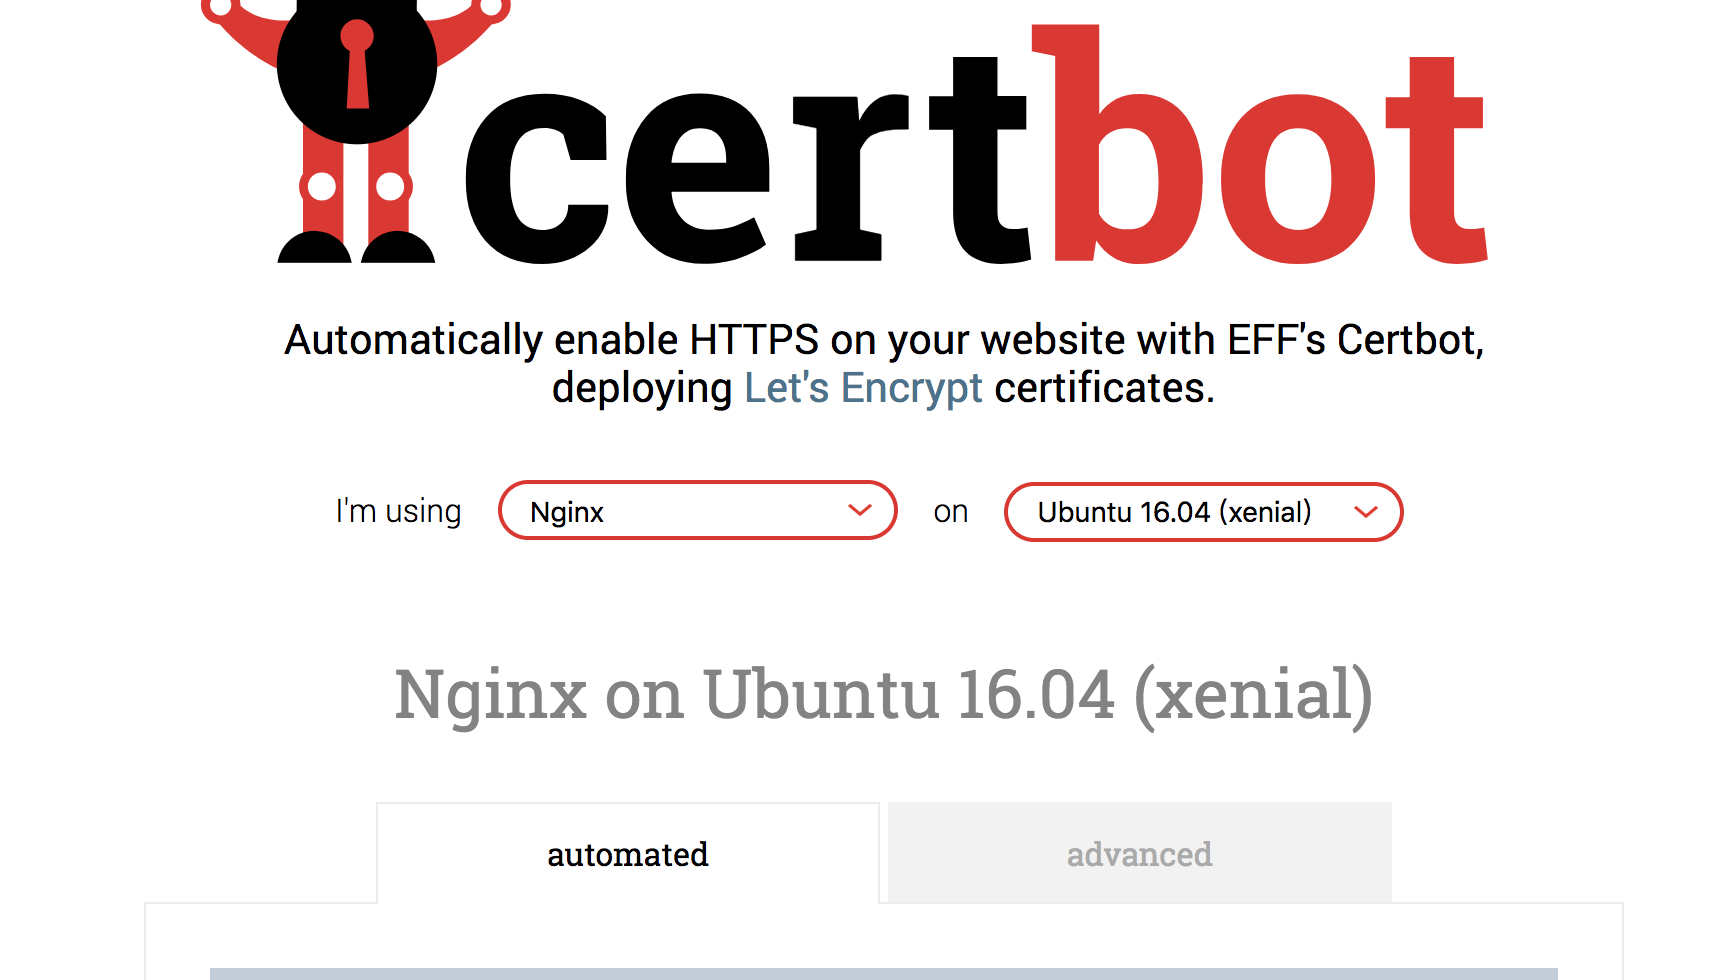 certbot
Automatically enable HTTPS on your website with EFF's Certbot,
deploying Let's Encrypt certificates.
I'm using Nginx on Ubuntu 16.04 (xenial)
Nginx on Ubuntu 16.04 (xenial)
automated advanced